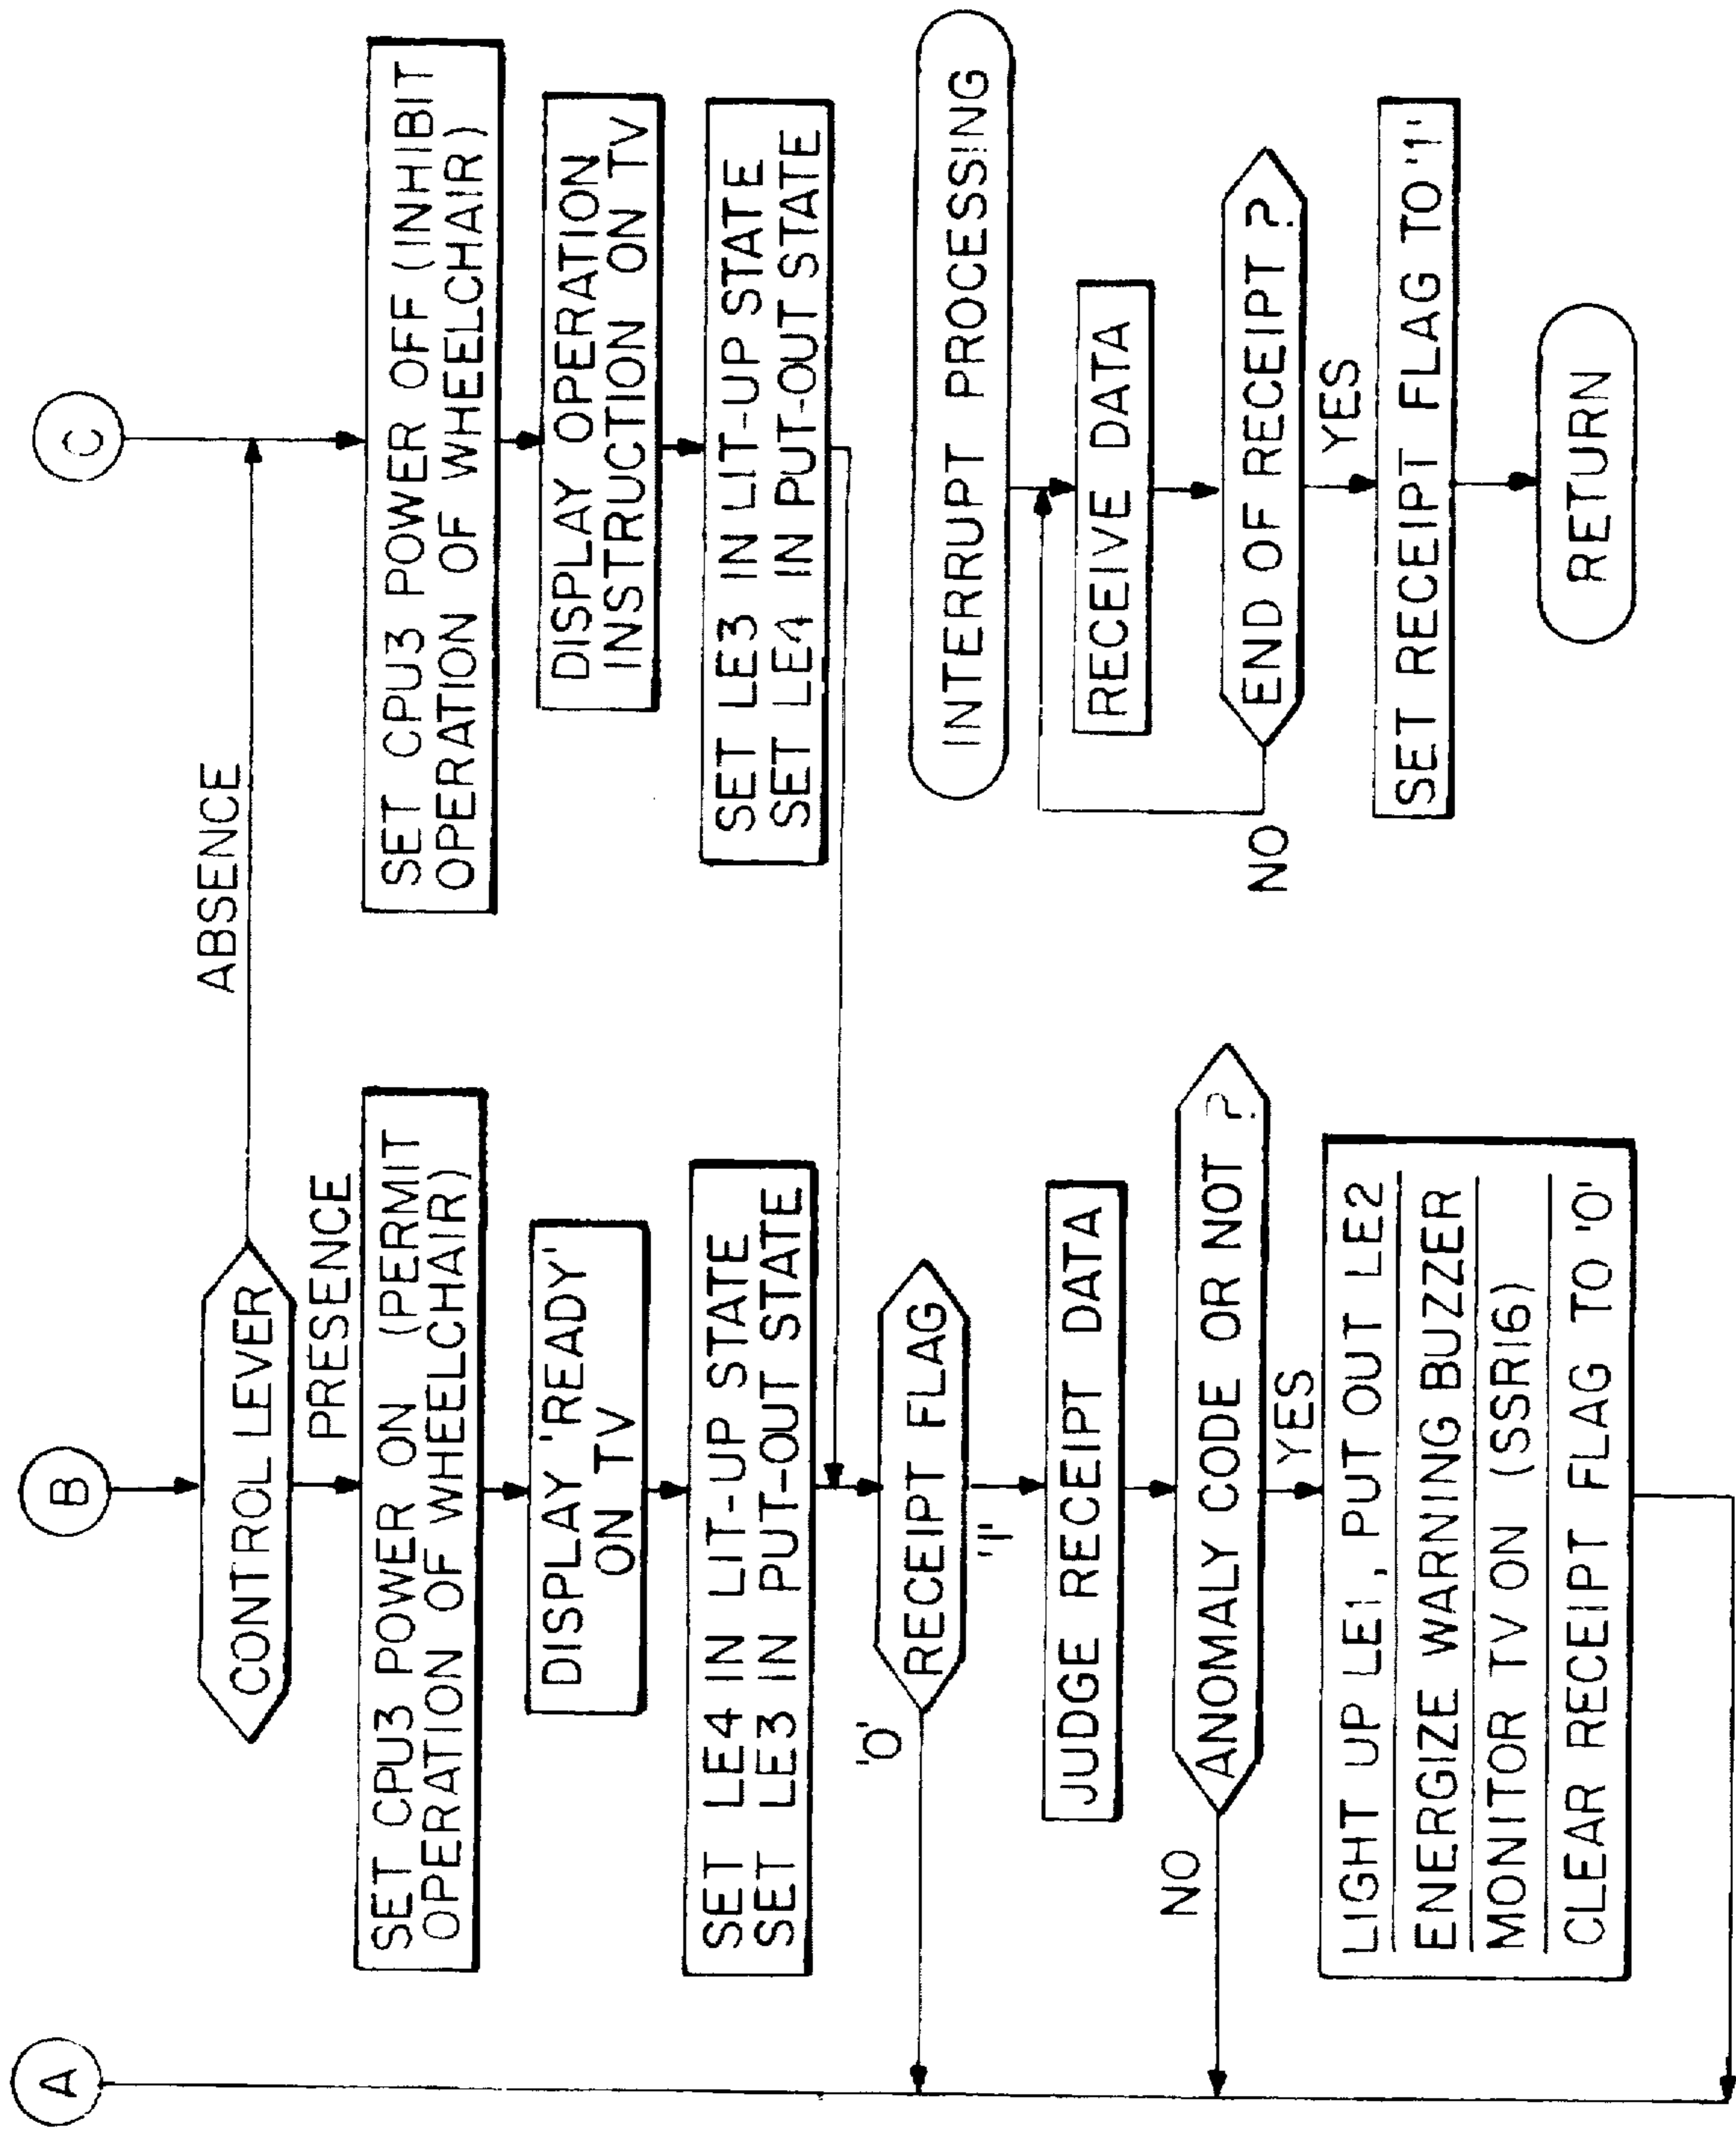 A
B
CONTROL LEVER
ABSENCE
PRESENCE
SET CPU3 POWER ON (PERMIT
OPERATION OF WHEELCHAIR)
DISPLAY 'READY'
ON TV
SET LE4 IN LIT-UP STATE
SET LE3 IN PUT-OUT STATE
RECEIPT FLAG
'0'
'1'
JUDGE RECEIPT DATA
ANOMALY CODE OR NOT ?
NO
YES
LIGHT UP LE1, PUT OUT LE2
ENERGIZE WARNING BUZZER
MONITOR TV ON (SSR16)
CLEAR RECEIPT FLAG TO '0'
C
SET CPU3 POWER OFF (INHIBIT
OPERATION OF WHEELCHAIR)
DISPLAY OPERATION
INSTRUCTION ON TV
SET LE3 IN LIT-UP STATE
SET LE4 IN PUT-OUT STATE
INTERRUPT PROCESSING
RECEIVE DATA
END OF RECEIPT ?
NO
YES
SET RECEIPT FLAG TO '1'
RETURN